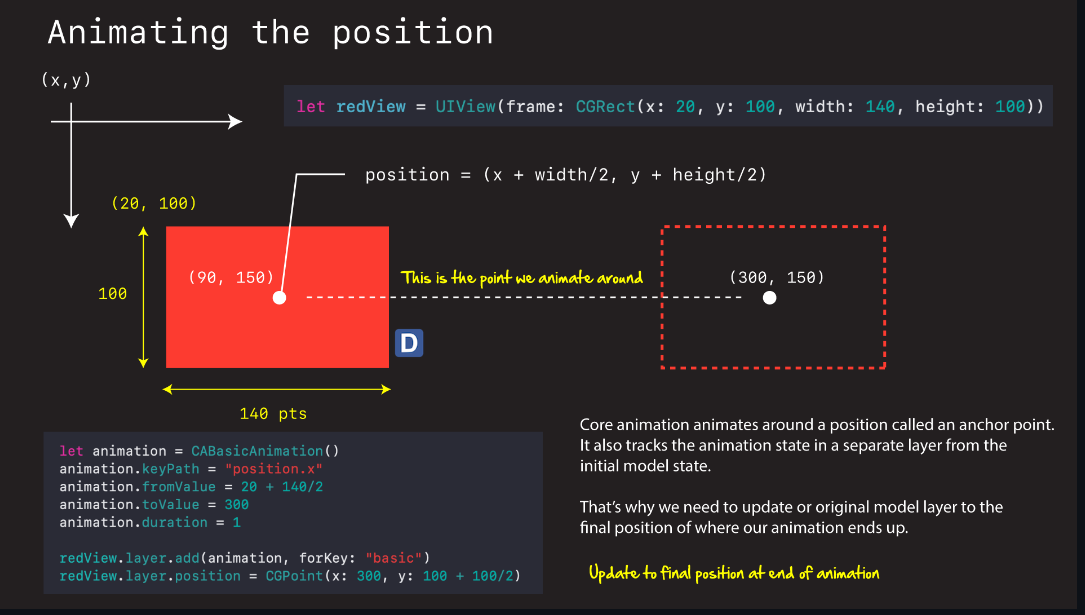 Animating the position
(x,y)
let redView = UIView(frame: CGRect(x: 20, y: 100, width: 140, height: 100))
position = (x + width/2, y + height/2)
(20, 100)
(90, 150)
This is the point we animate around
(300, 150)
100
D
140 pts
let animation = CABasicAnimation()
animation.keyPath = "position.x"
animation.fromValue = 20 + 140/2
animation.toValue = 300
animation.duration = 1
redView.layer.add(animation, forKey: "basic")
redView.layer.position = CGPoint(x: 300, y: 100 + 100/2)
Core animation animates around a position called an anchor point.
It also tracks the animation state in a separate layer from the
initial model state.
That's why we need to update or original model layer to the
final position of where our animation ends up.
Update to final position at end of animation